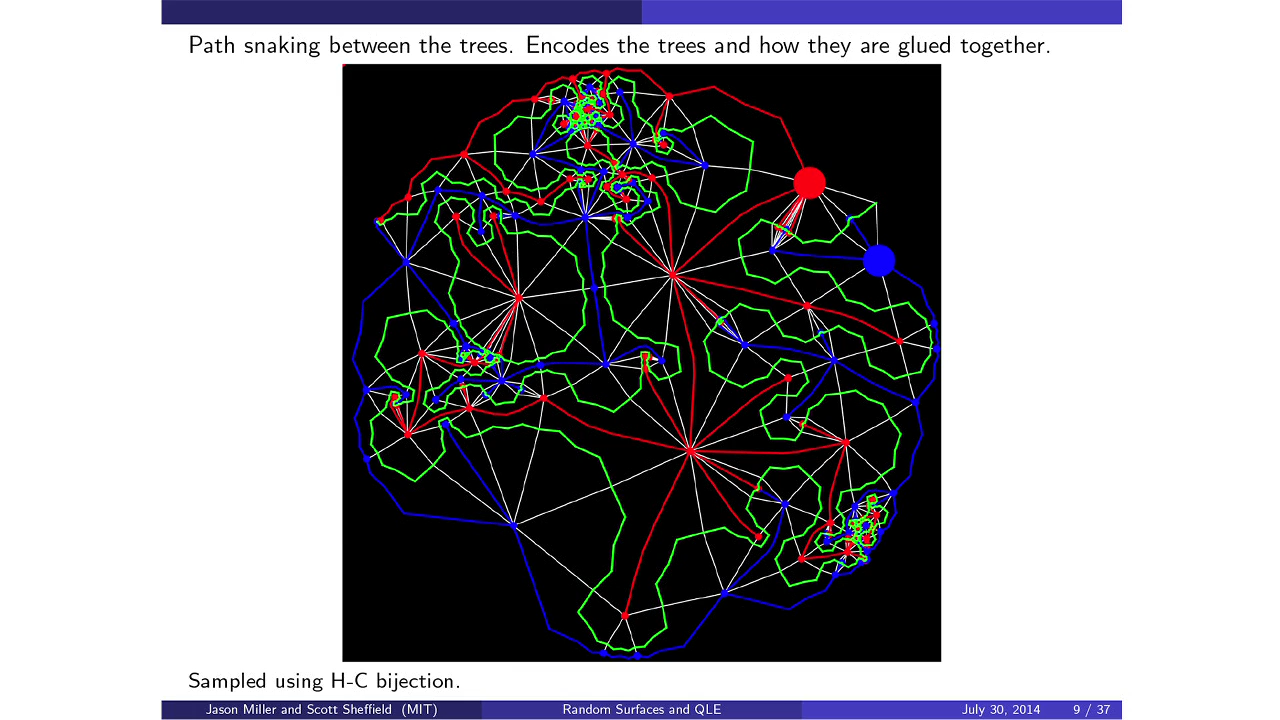 Path snaking between the trees. Encodes the trees and how they are glued together.
Sampled using H-C bijection.
Jason Miller and Scott Sheffield (MIT) Random Surfaces and QLE July 30, 2014 9 / 37